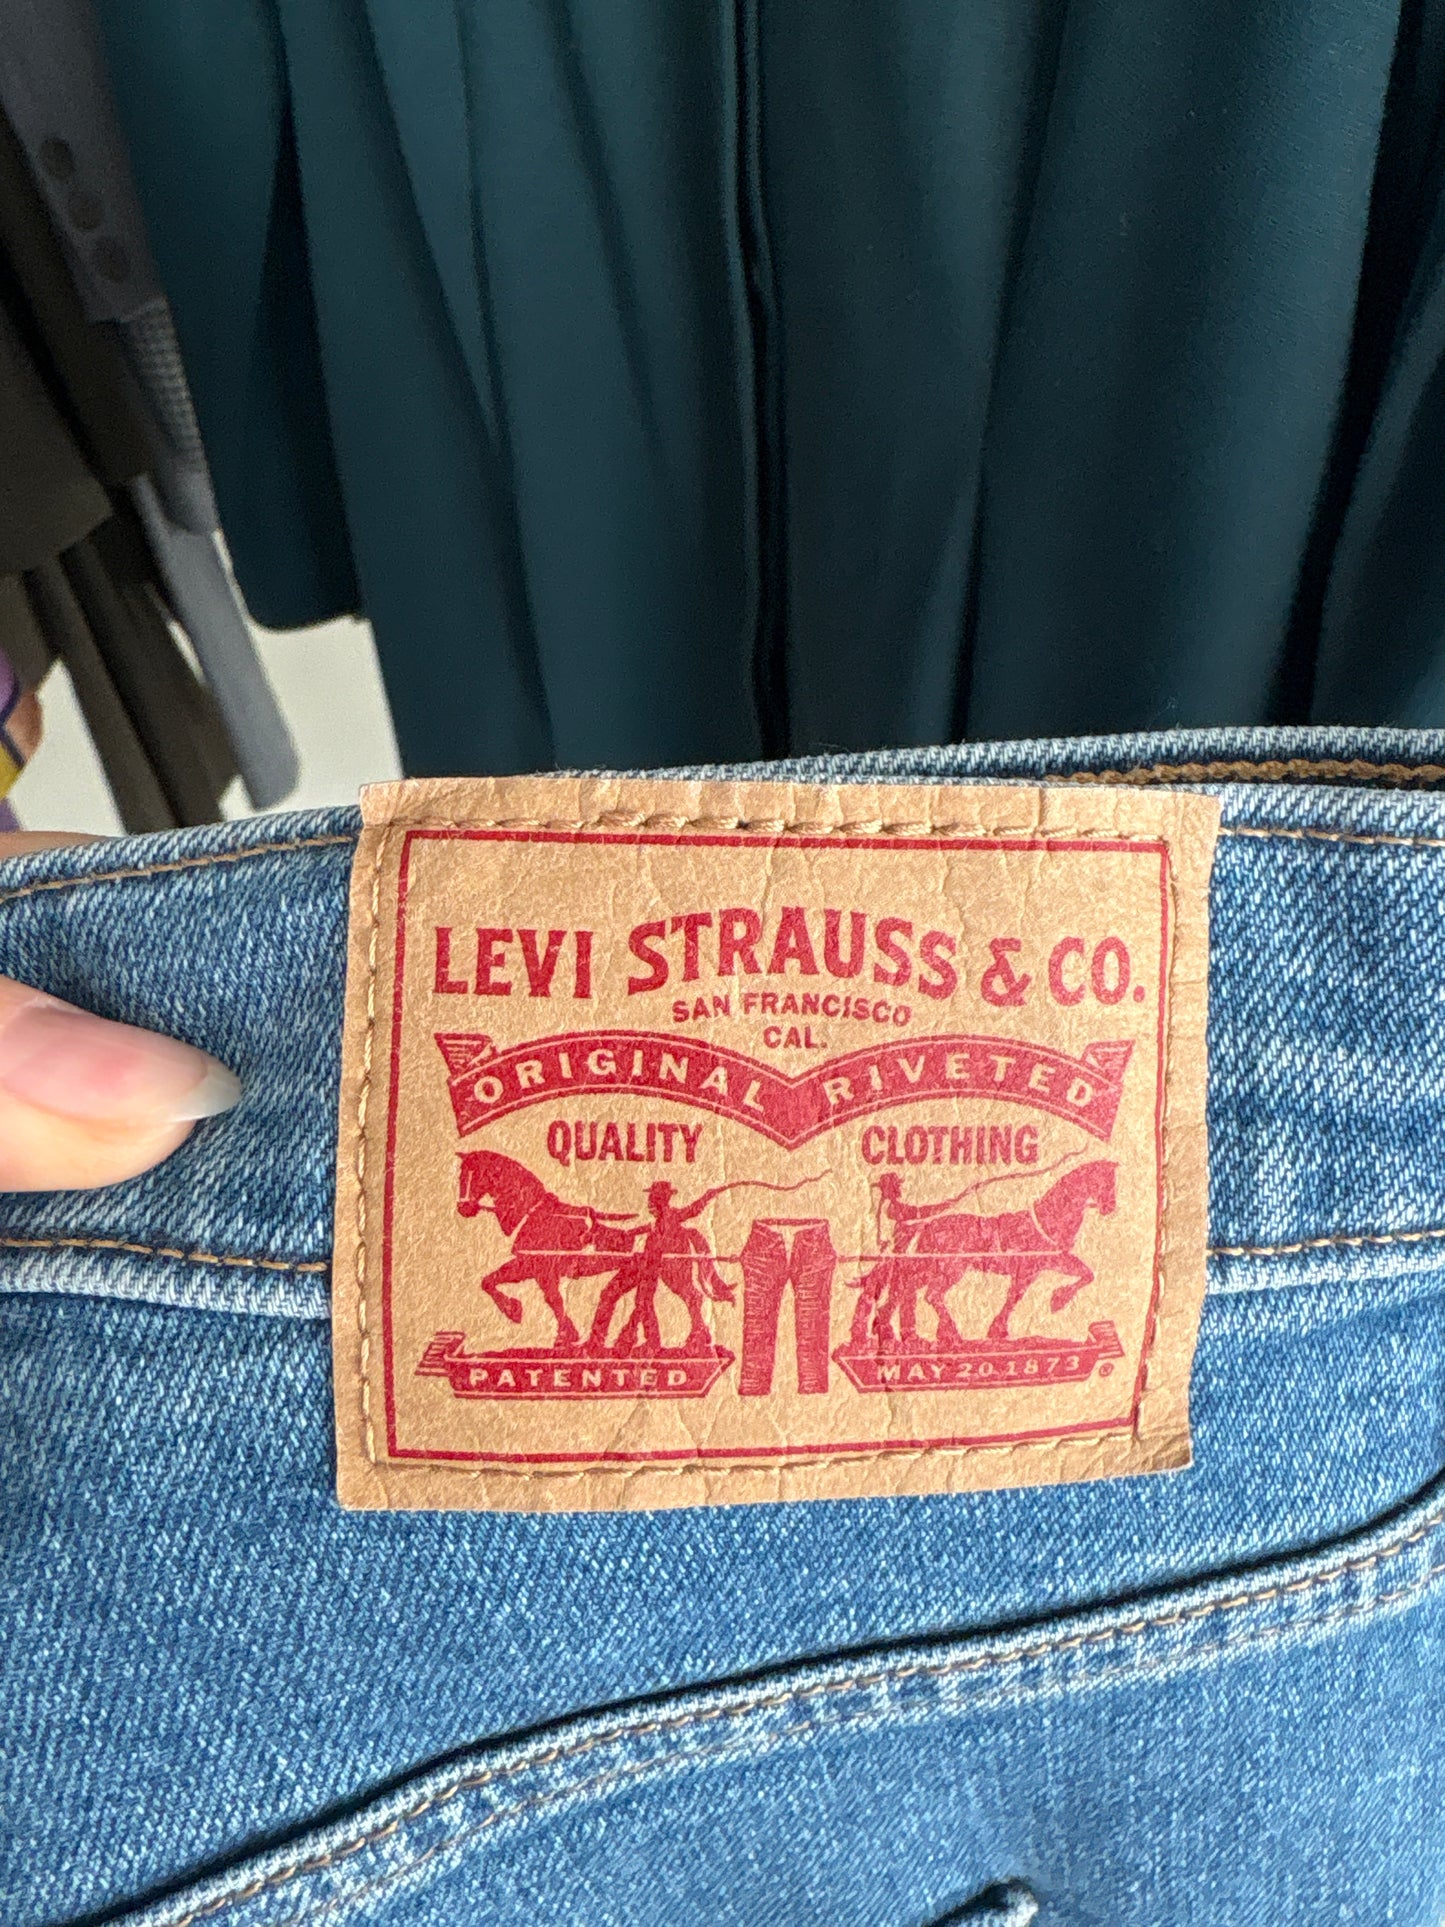 LEVI STRAUSS & CO.
SAN FRANCISCO
CAL.
ORIGINAL RIVETED
QUALITY CLOTHING
PATENTED MAY 20 1873 ®